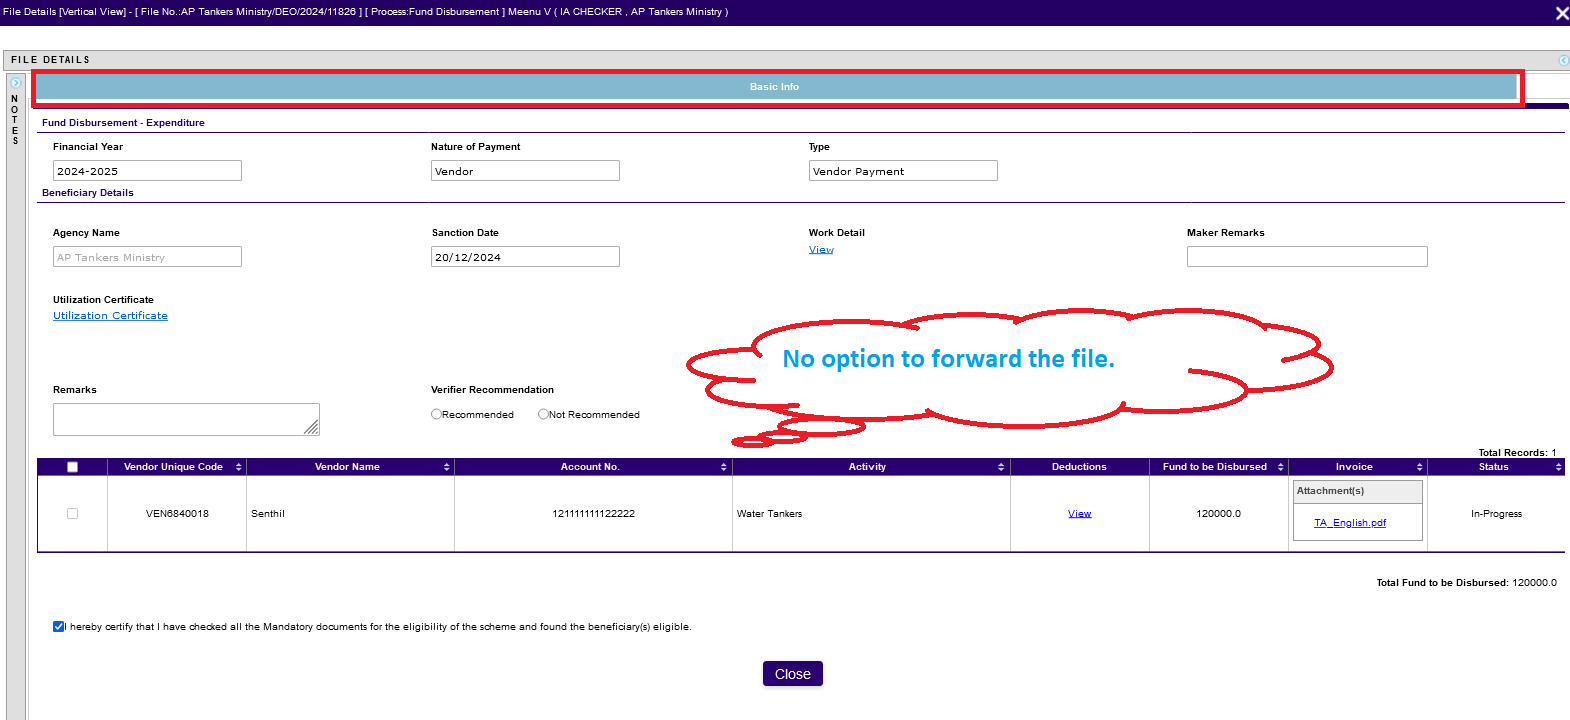 File Details [Vertical View] - [ File No.:AP Tankers Ministry/DEO/2024/11826 ] [ Process:Fund Disbursement ] Meenu V ( IA CHECKER , AP Tankers Ministry )
FILE DETAILS
NOTES
Basic Info
Fund Disbursement - Expenditure
Financial Year Nature of Payment Type
2024-2025 Vendor Vendor Payment
Beneficiary Details
Agency Name Sanction Date Work Detail Maker Remarks
AP Tankers Ministry 20/12/2024 View
Utilization Certificate
Utilization Certificate
No option to forward the file.
Remarks Verifier Recommendation
Recommended Not Recommended
Total Records: 1
Vendor Unique Code Vendor Name Account No. Activity Deductions Fund to be Disbursed Invoice Status
Attachment(s)
VEN6840018 Senthil 121111111122222 Water Tankers View 120000.0 TA_English.pdf In-Progress
Total Fund to be Disbursed: 120000.0
I hereby certify that I have checked all the Mandatory documents for the eligibility of the scheme and found the beneficiary(s) eligible.
Close